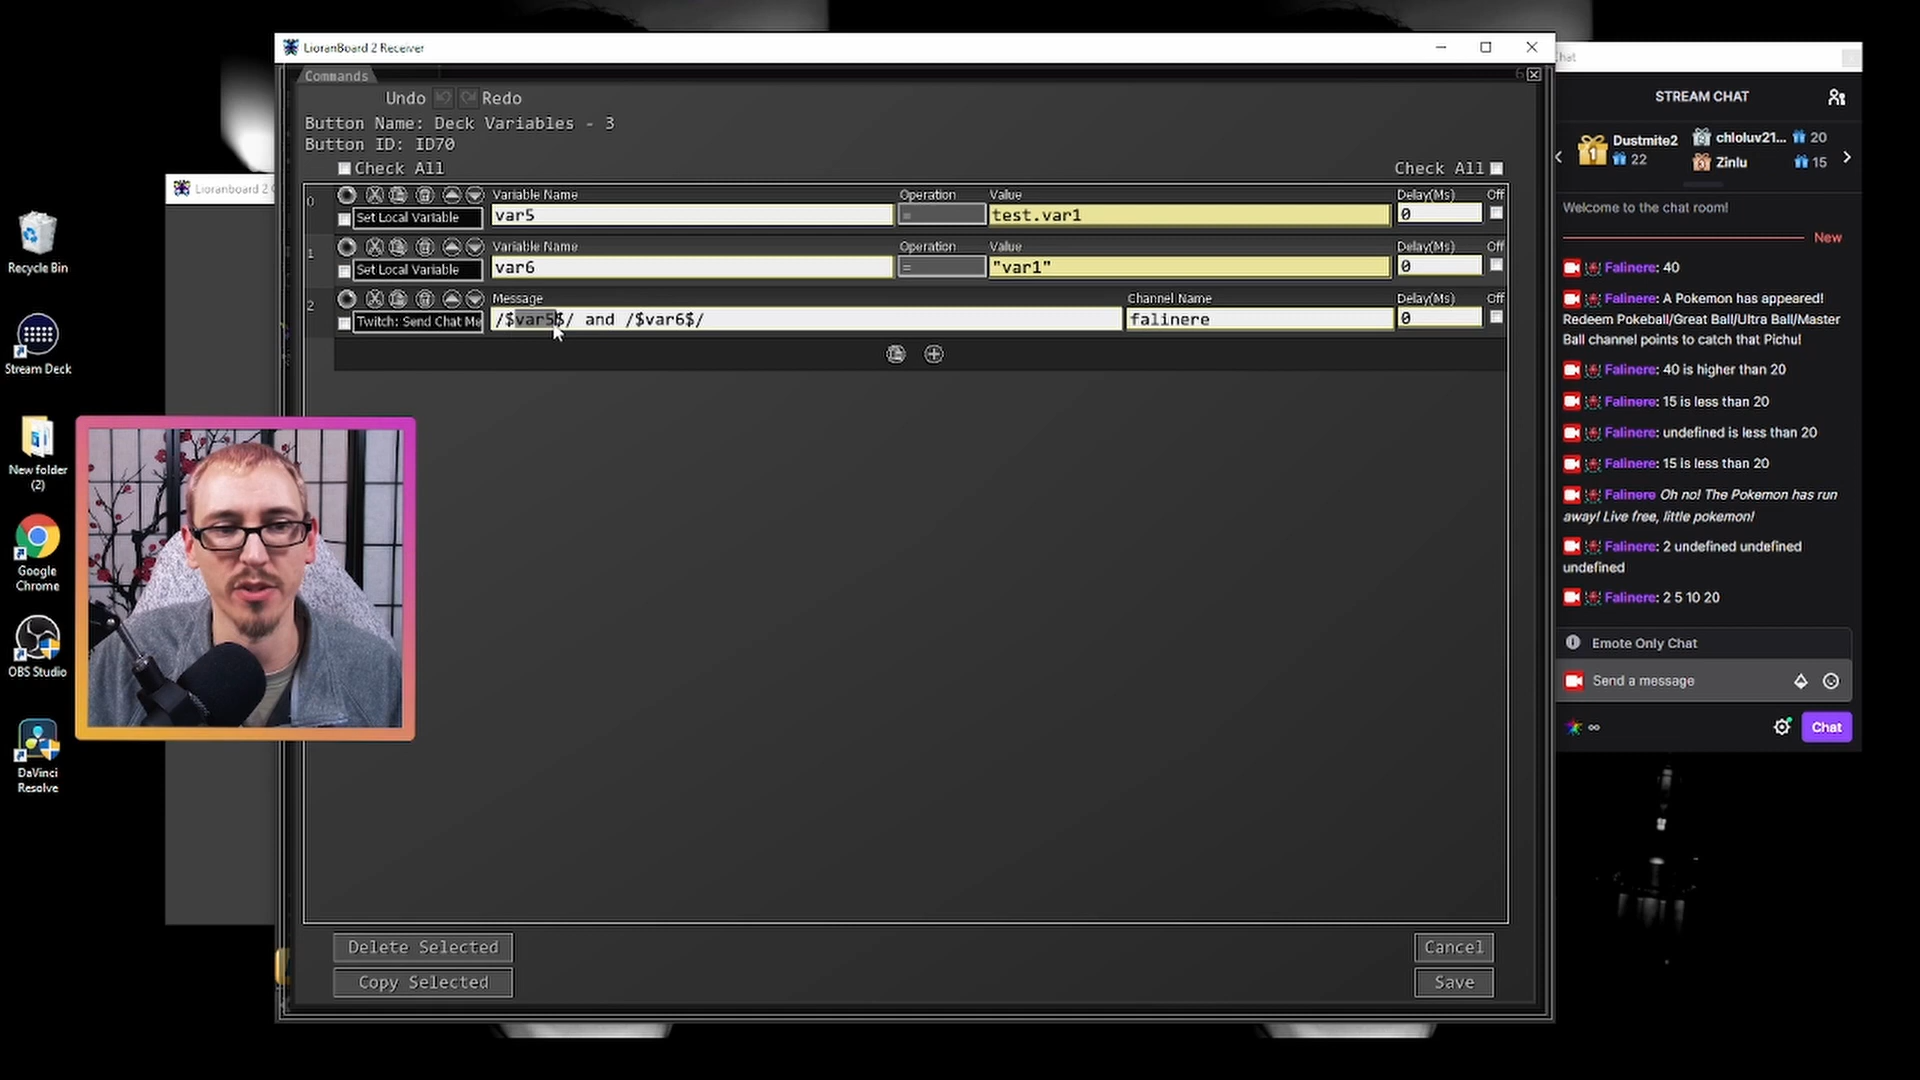 LioranBoard 2 Receiver
Commands
Undo Redo
Button Name: Deck Variables - 3
Button ID: ID70
Check All
Check All
0
Variable Name
Operation
Value
Delay(Ms)
Off
Set Local Variable
var5
=
test.var1
0
1
Variable Name
Operation
Value
Delay(Ms)
Off
Set Local Variable
var6
=
"var1"
0
2
Message
Channel Name
Delay(Ms)
Off
Twitch: Send Chat Me
/$var5$/ and /$var6$/
falinere
0
Delete Selected
Copy Selected
Cancel
Save
Lioranboard 2
Recycle Bin
Stream Deck
New folder
(2)
Google
Chrome
OBS Studio
DaVinci
Resolve
STREAM CHAT
1
Dustmite2
22
2
chloluv21... 20
3
Zinlu 15
Welcome to the chat room!
New
Falinere: 40
Falinere: A Pokemon has appeared!
Redeem Pokeball/Great Ball/Ultra Ball/Master
Ball channel points to catch that Pichu!
Falinere: 40 is higher than 20
Falinere: 15 is less than 20
Falinere: undefined is less than 20
Falinere: 15 is less than 20
Falinere Oh no! The Pokemon has run
away! Live free, little pokemon!
Falinere: 2 undefined undefined
undefined
Falinere: 2 5 10 20
Emote Only Chat
Send a message
∞
Chat